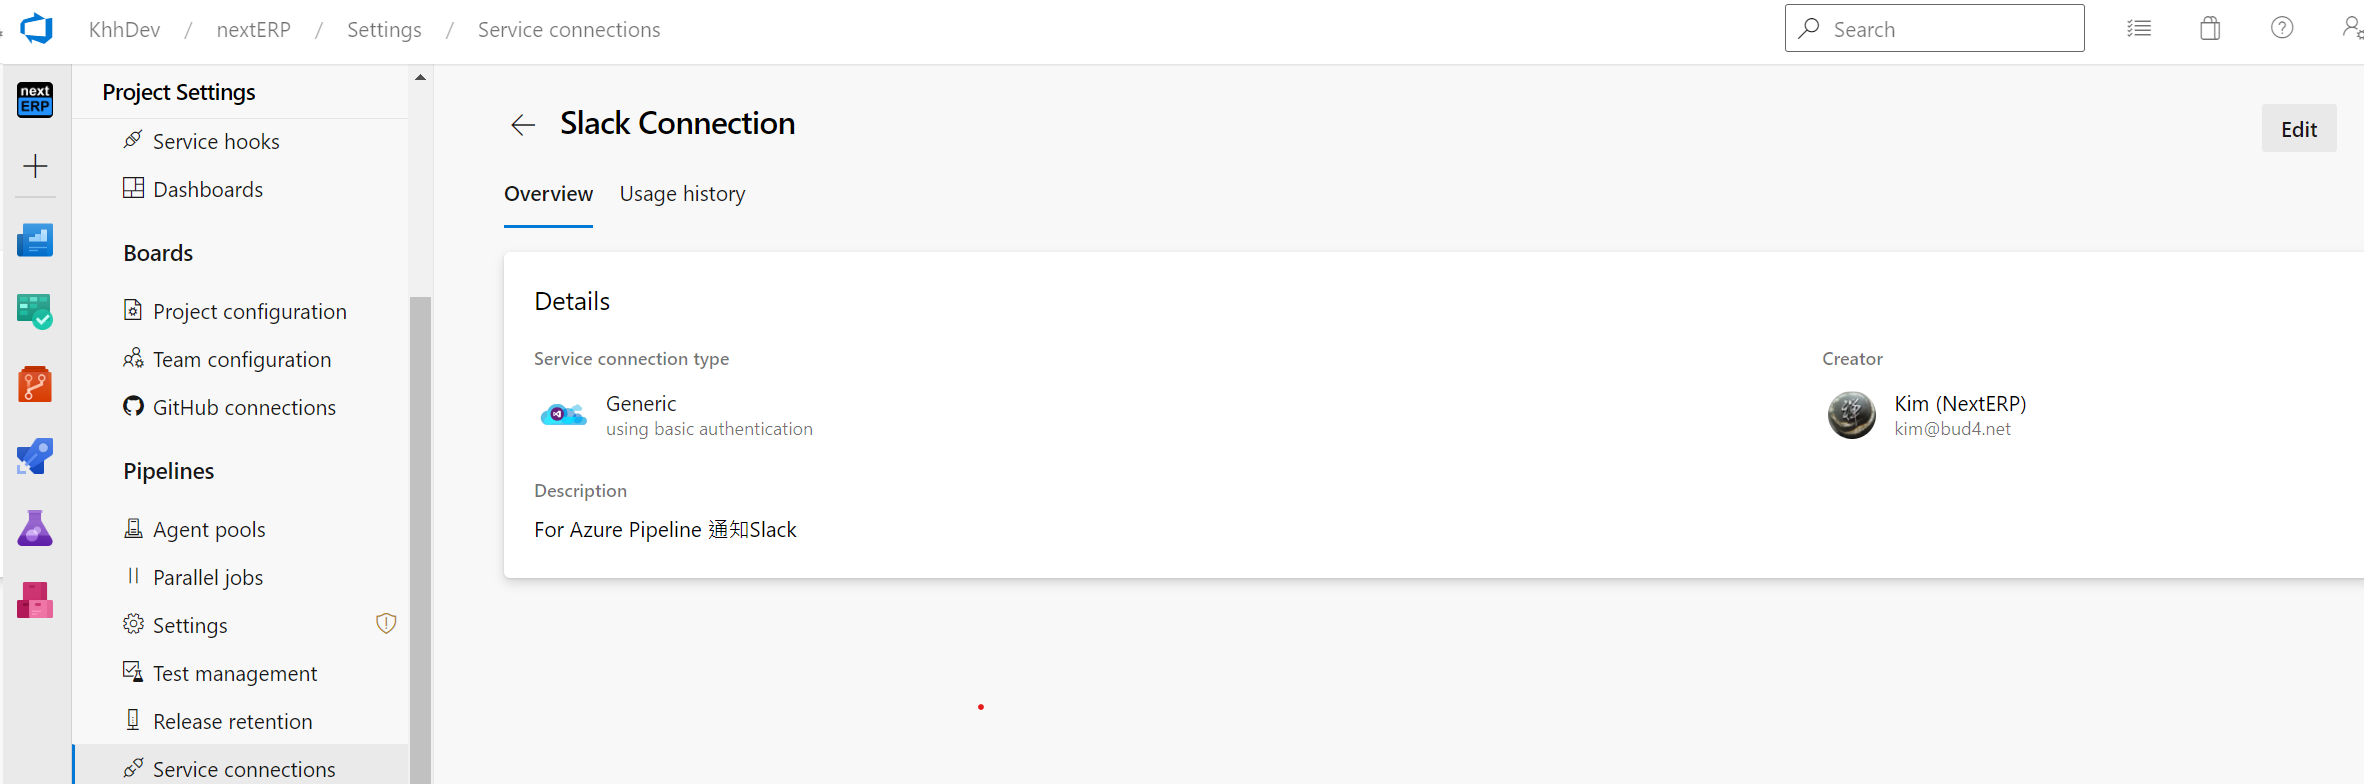 KhhDev / nextERP / Settings / Service connections
Search
next
ERP
Project Settings
Service hooks
Dashboards
Boards
Project configuration
Team configuration
GitHub connections
Pipelines
Agent pools
Parallel jobs
Settings
Test management
Release retention
Service connections
Slack Connection
Edit
Overview
Usage history
Details
Service connection type
Generic
using basic authentication
Creator
Kim (NextERP)
kim@bud4.net
Description
For Azure Pipeline 通知Slack